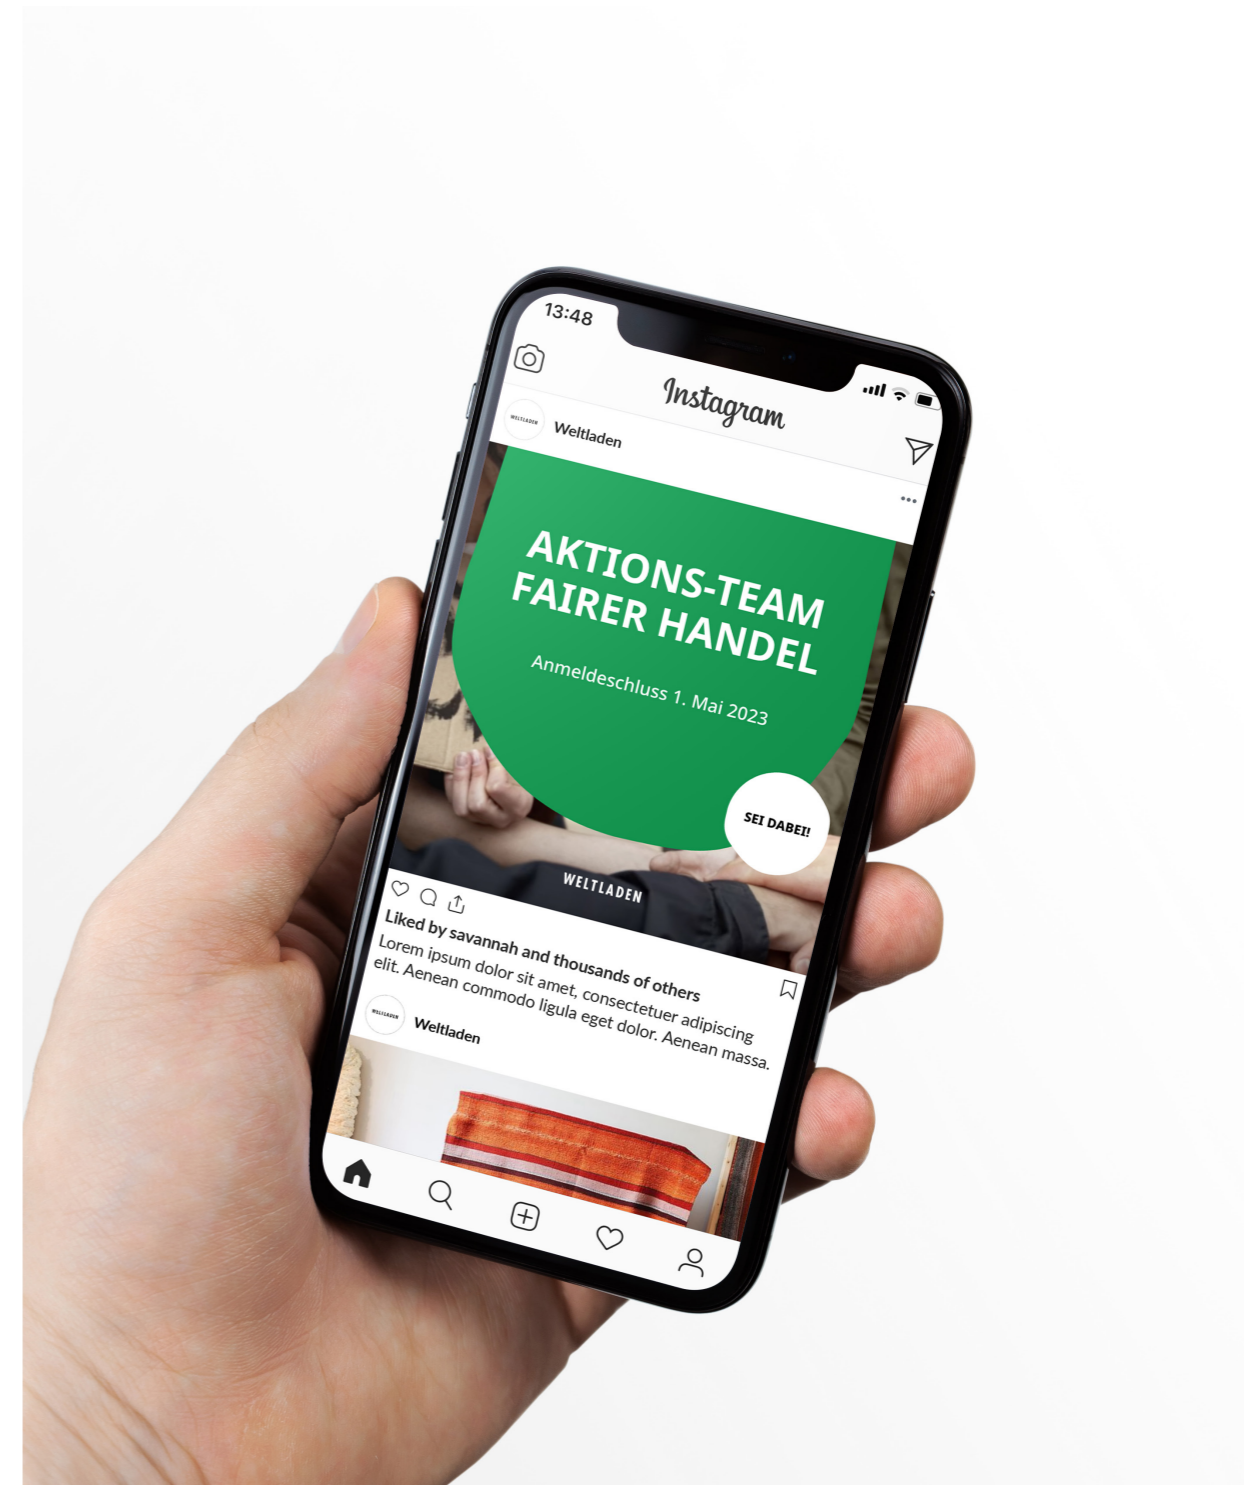 13:48
Instagram
WELTLADEN
Weltladen
AKTIONS-TEAM
FAIRER HANDEL
Anmeldeschluss 1. Mai 2023
SEI DABEI!
WELTLADEN
Liked by savannah and thousands of others
Lorem ipsum dolor sit amet, consectetuer adipiscing
elit. Aenean commodo ligula eget dolor. Aenean massa.
WELTLADEN
Weltladen